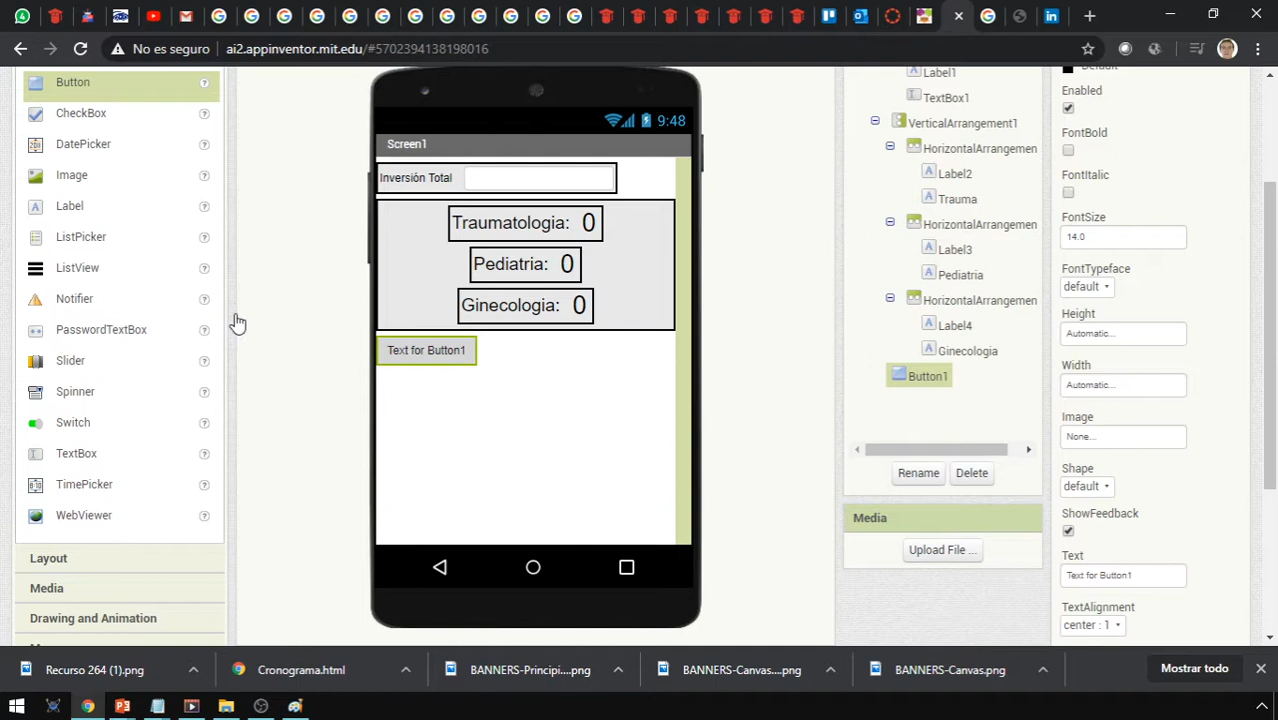 No es seguro
ai2.appinventor.mit.edu/#5702394138198016
Button
CheckBox
DatePicker
Image
Label
ListPicker
ListView
Notifier
PasswordTextBox
Slider
Spinner
Switch
TextBox
TimePicker
WebViewer
Layout
Media
Drawing and Animation
9:48
Screen1
Inversión Total
Traumatologia: 0
Pediatria: 0
Ginecologia: 0
Text for Button1
Label1
TextBox1
VerticalArrangement1
HorizontalArrangemen
Label2
Trauma
HorizontalArrangemen
Label3
Pediatria
HorizontalArrangemen
Label4
Ginecologia
Button1
Rename
Delete
Media
Upload File ...
Default
Enabled
FontBold
FontItalic
FontSize
14.0
FontTypeface
default
Height
Automatic...
Width
Automatic...
Image
None...
Shape
default
ShowFeedback
Text
Text for Button1
TextAlignment
center : 1
Recurso 264 (1).png
Cronograma.html
BANNERS-Principi....png
BANNERS-Canvas....png
BANNERS-Canvas.png
Mostrar todo